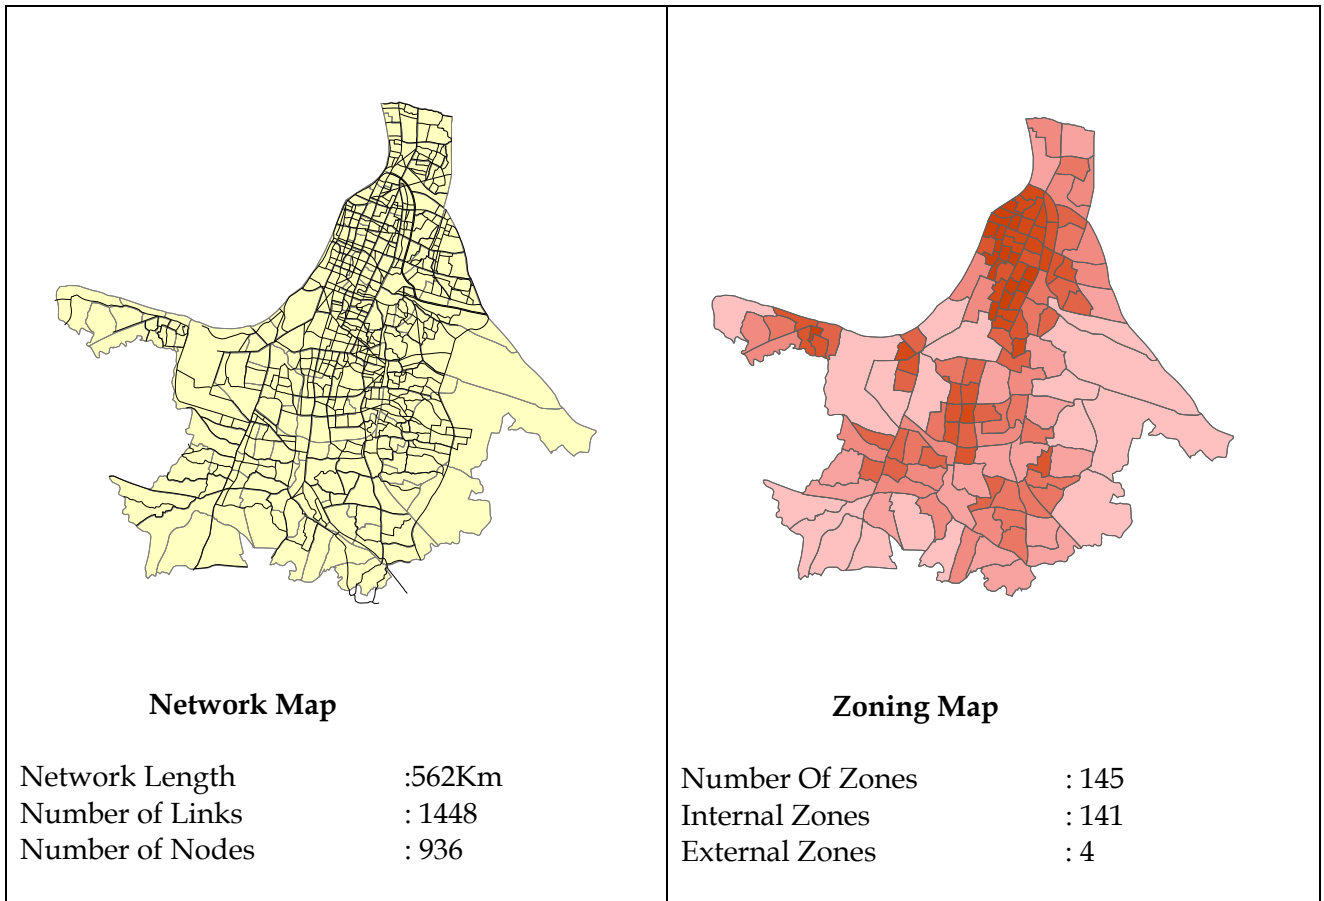 Network Map
Network Length :562Km
Number of Links : 1448
Number of Nodes : 936
Zoning Map
Number Of Zones : 145
Internal Zones : 141
External Zones : 4